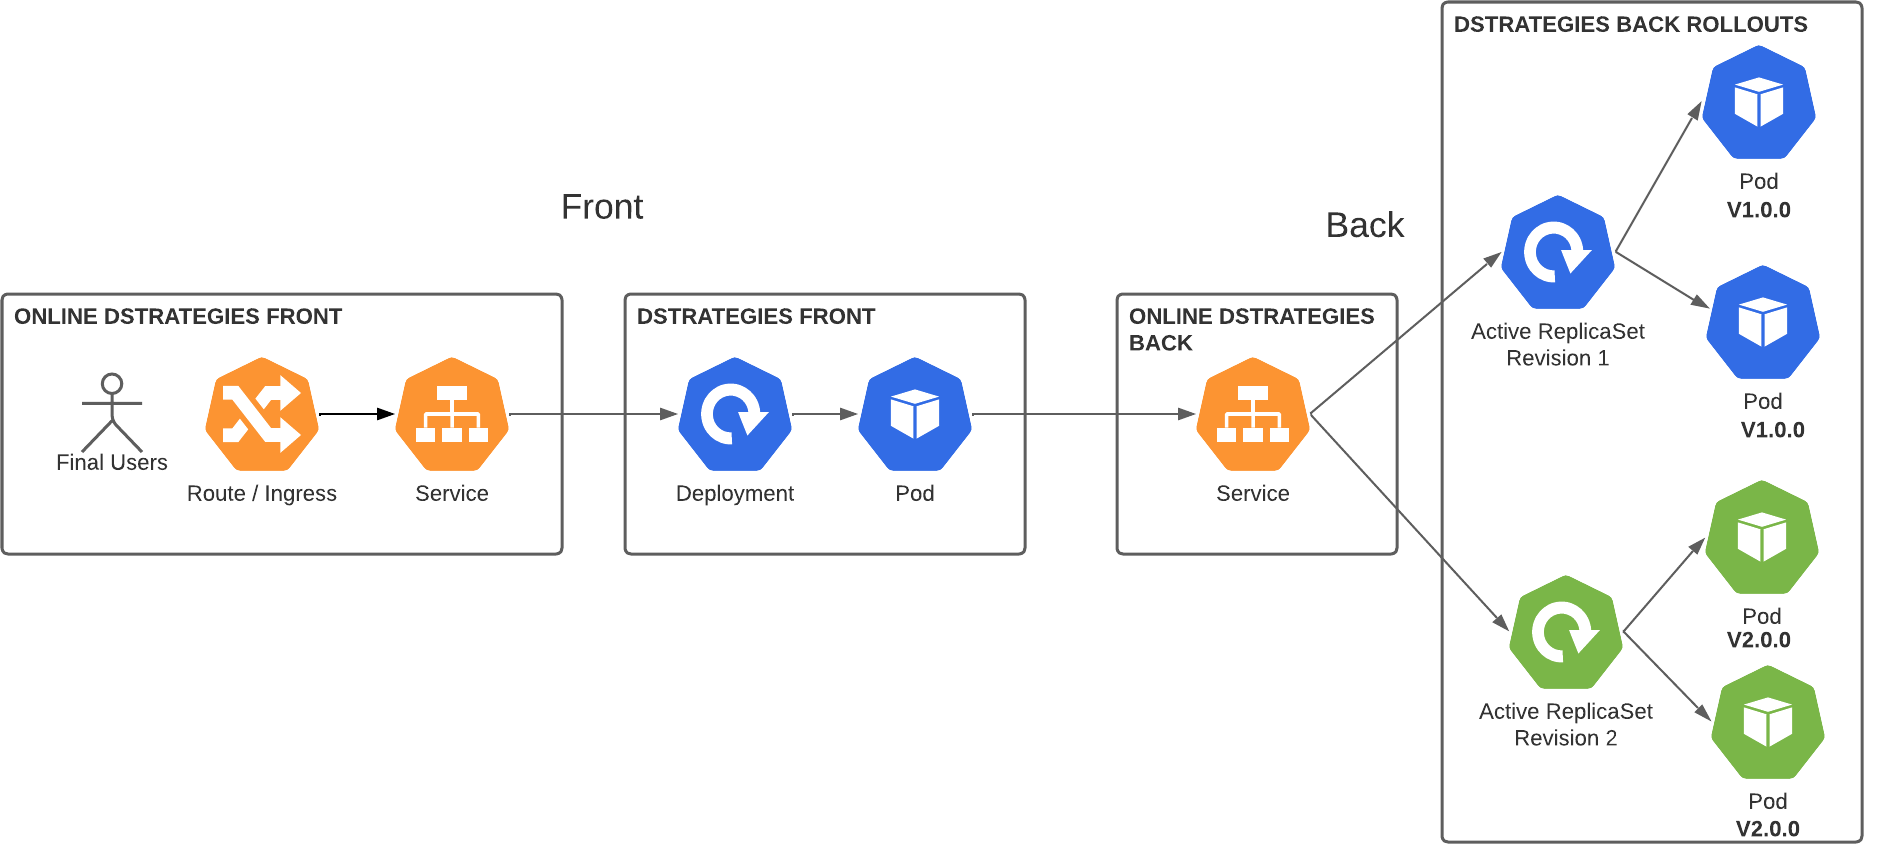 Front
Back
ONLINE DSTRATEGIES FRONT
Final Users
Route / Ingress
Service
DSTRATEGIES FRONT
Deployment
Pod
ONLINE DSTRATEGIES
BACK
Service
DSTRATEGIES BACK ROLLOUTS
Active ReplicaSet
Revision 1
Pod
V1.0.0
Pod
V1.0.0
Active ReplicaSet
Revision 2
Pod
V2.0.0
Pod
V2.0.0